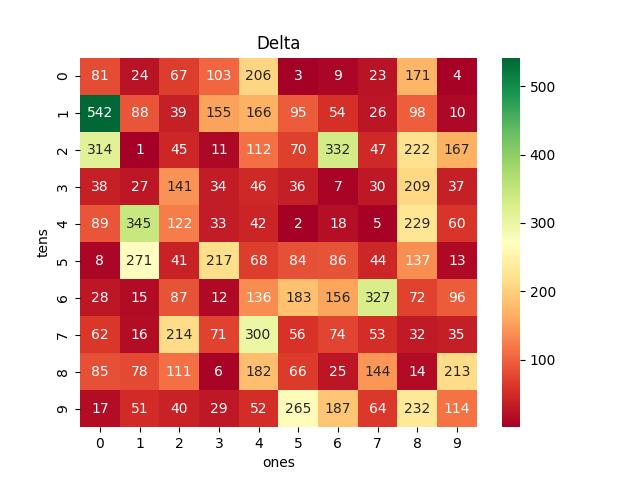 Delta
0 81 24 67 103 206 3 9 23 171 4
1 542 88 39 155 166 95 54 26 98 10
2 314 1 45 11 112 70 332 47 222 167
3 38 27 141 34 46 36 7 30 209 37
4 89 345 122 33 42 2 18 5 229 60
5 8 271 41 217 68 84 86 44 137 13
6 28 15 87 12 136 183 156 327 72 96
7 62 16 214 71 300 56 74 53 32 35
8 85 78 111 6 182 66 25 144 14 213
9 17 51 40 29 52 265 187 64 232 114
0 1 2 3 4 5 6 7 8 9
ones
tens
500
400
300
200
100